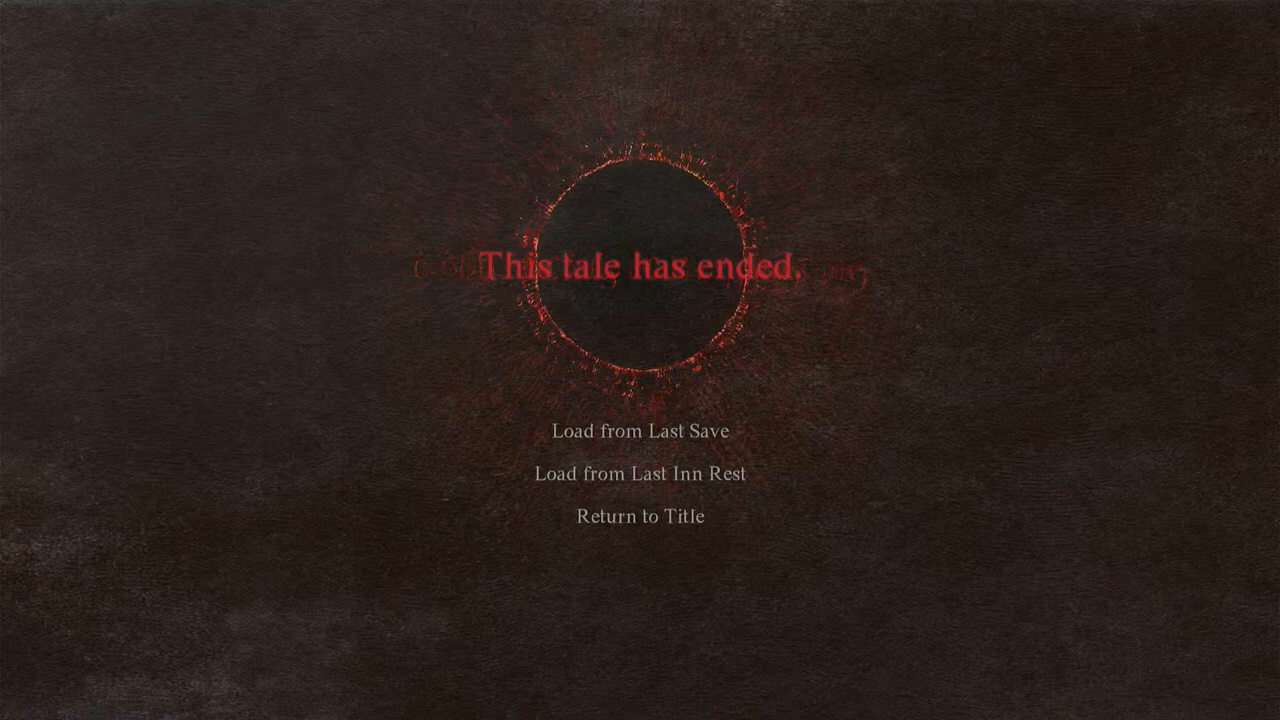 This tale has ended.
Load from Last Save
Load from Last Inn Rest
Return to Title